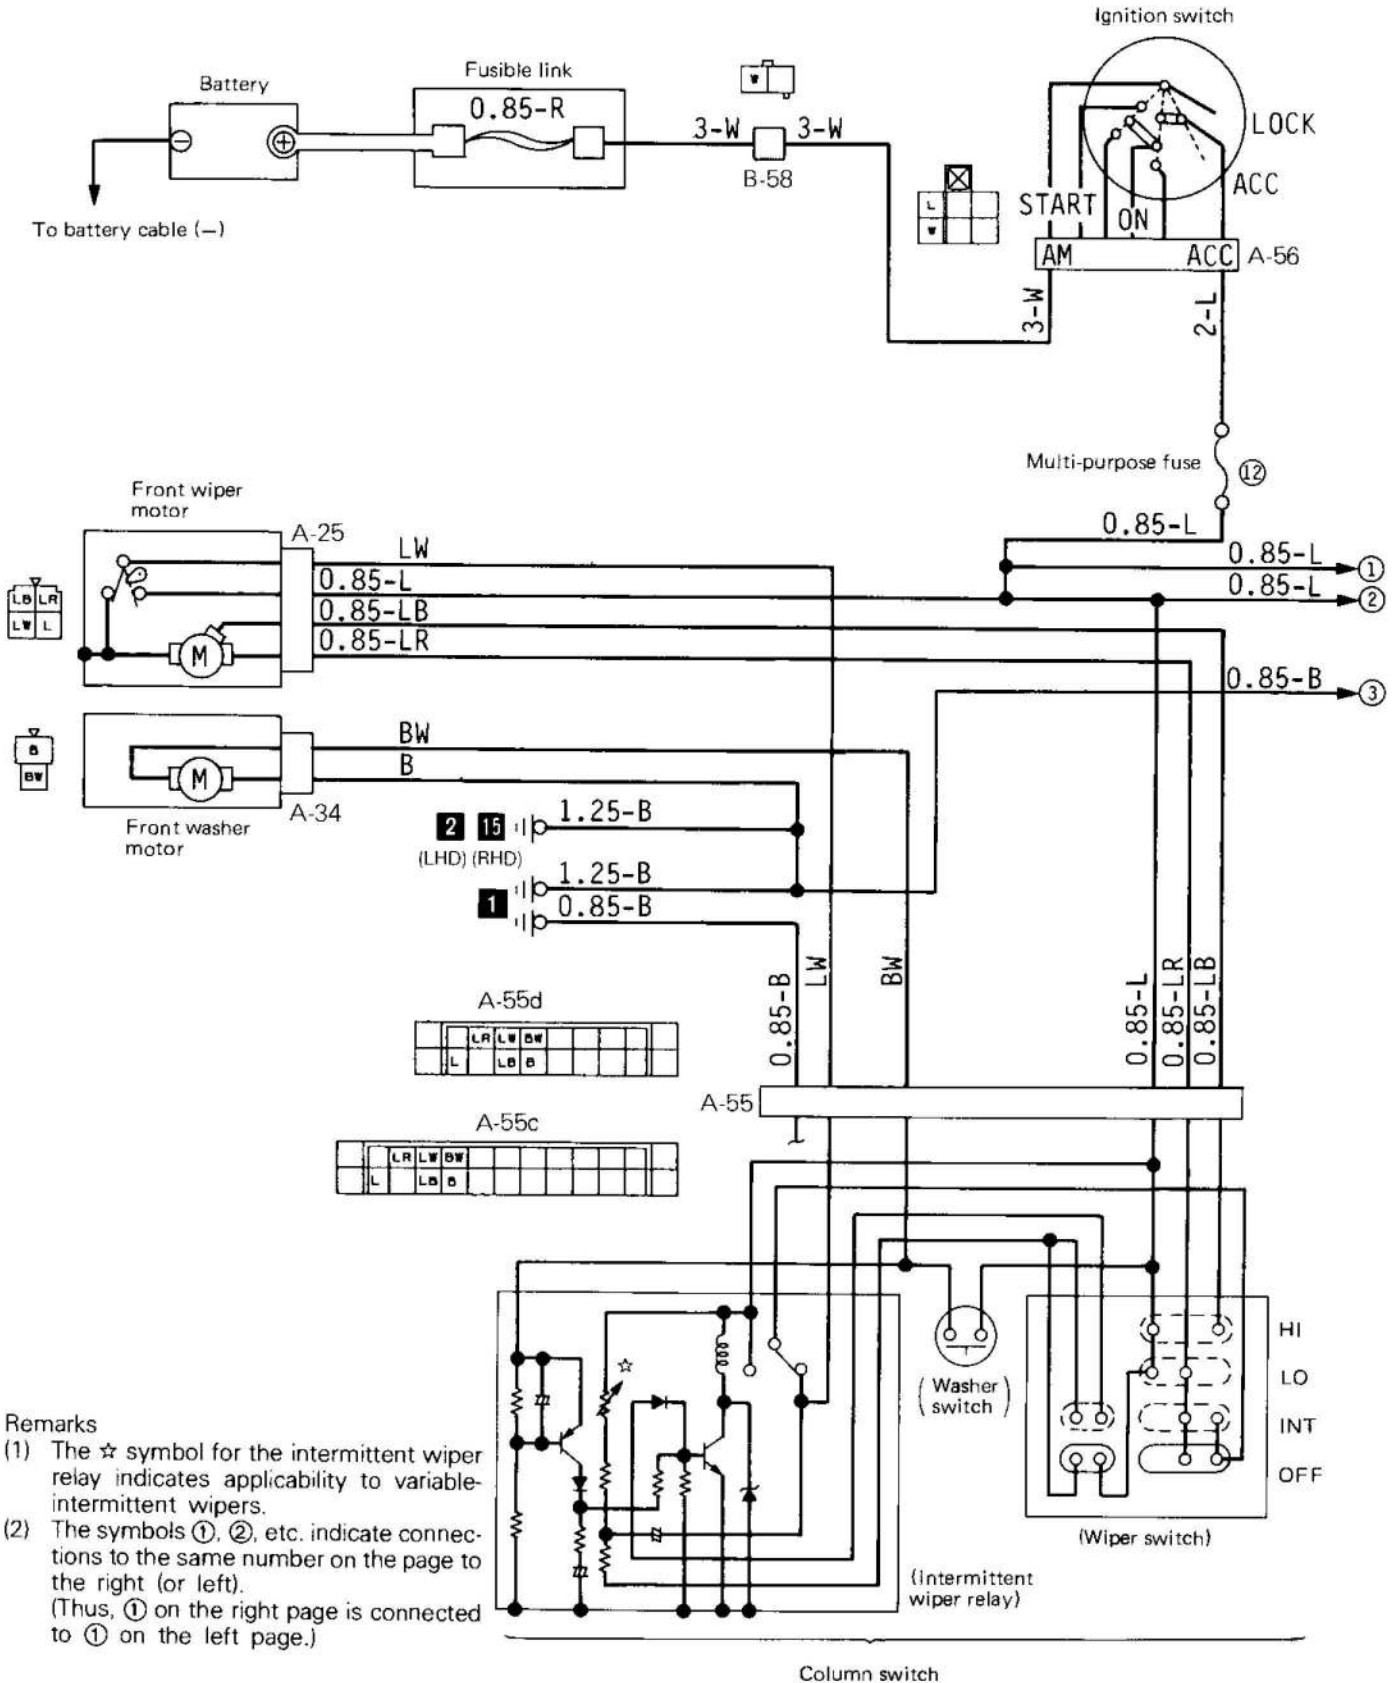 Ignition switch
Battery
Fusible link
0.85-R
W
3-W
3-W
B-58
To battery cable (−)
LOCK
ACC
START
ON
L
W
AM
ACC
A-56
3-W
2-L
Multi-purpose fuse
⑫
Front wiper
motor
A-25
LW
0.85-L
0.85-L
①
0.85-L
0.85-L
②
LB LR
LW L
0.85-LB
0.85-LR
M
0.85-B
③
BW
B
B
BW
M
A-34
Front washer
motor
2 15
1.25-B
(LHD) (RHD)
1.25-B
1
0.85-B
0.85-B
LW
BW
0.85-L
0.85-LR
0.85-LB
A-55d
LR LW BW
L LB B
A-55
A-55c
LR LW BW
L LB B
HI
LO
INT
OFF
(Washer
switch)
(Wiper switch)
☆
(Intermittent
wiper relay)
Column switch
Remarks
(1) The ☆ symbol for the intermittent wiper
relay indicates applicability to variable-
intermittent wipers.
(2) The symbols ①, ②, etc. indicate connec-
tions to the same number on the page to
the right (or left).
(Thus, ① on the right page is connected
to ① on the left page.)